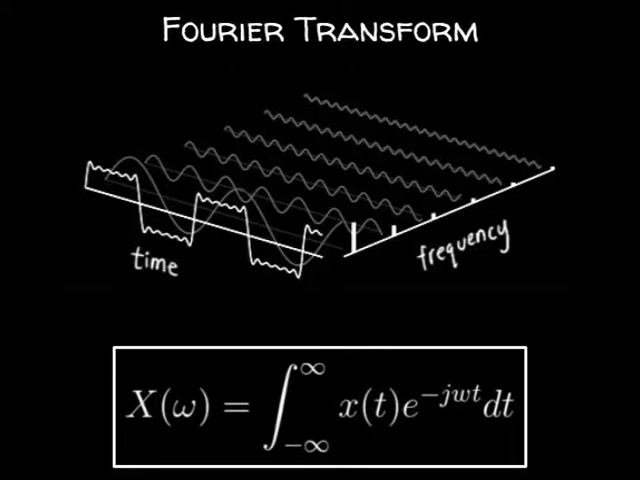 FOURIER TRANSFORM
time
frequency
X(ω) = ∫_{-∞}^{∞} x(t)e^{-jwt}dt